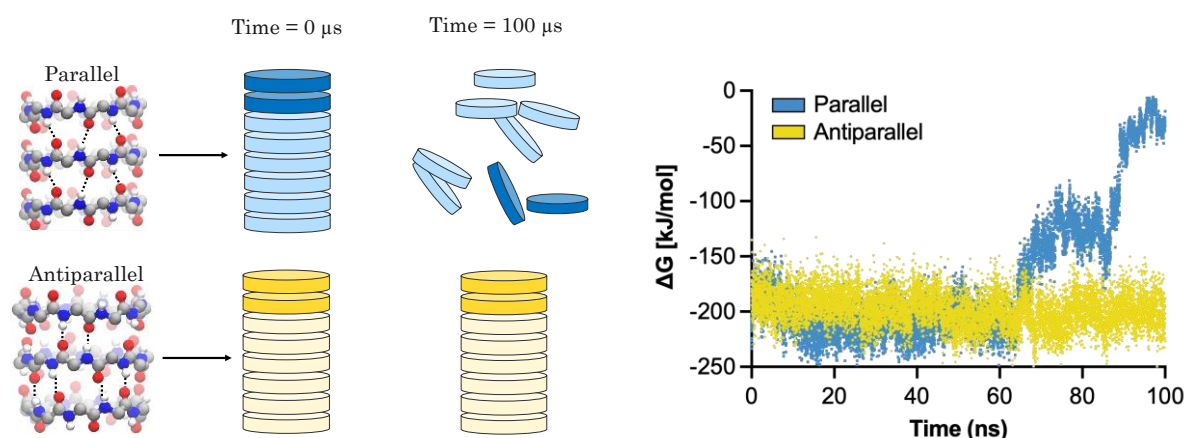 Time = 0 µs
Time = 100 µs
Parallel
Antiparallel
0
-50
-100
-150
-200
-250
ΔG [kJ/mol]
Parallel
Antiparallel
0
20
40
60
80
100
Time (ns)